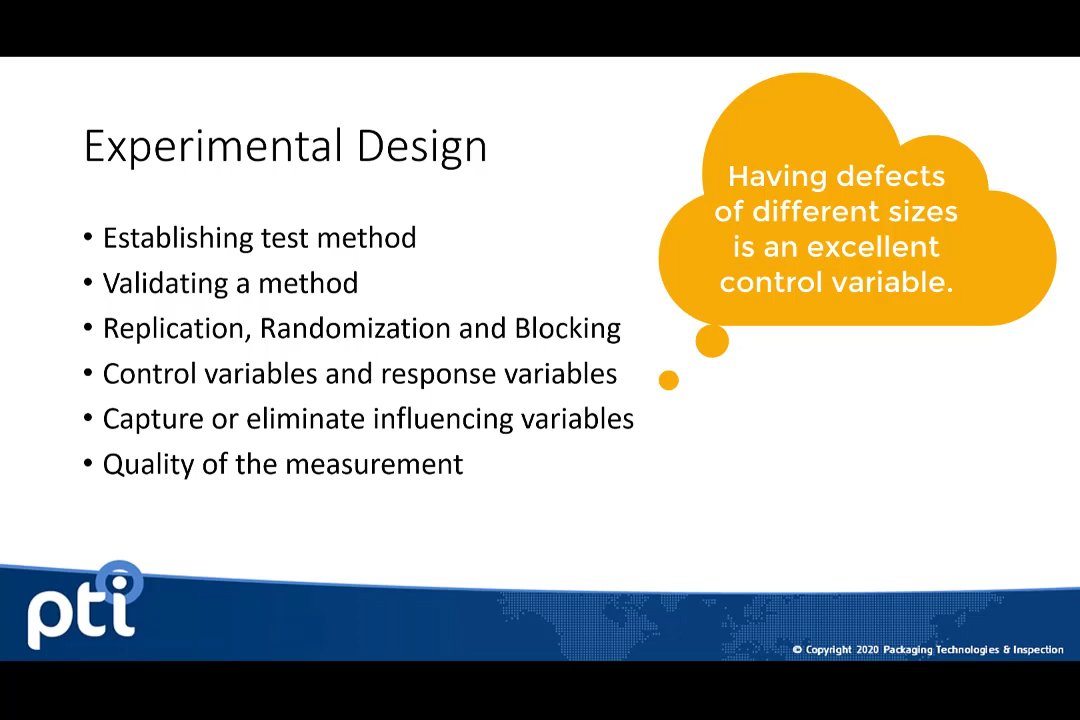 Experimental Design
• Establishing test method
• Validating a method
• Replication, Randomization and Blocking
• Control variables and response variables
• Capture or eliminate influencing variables
• Quality of the measurement
Having defects
of different sizes
is an excellent
control variable.
pti
© Copyright 2020 Packaging Technologies & Inspection